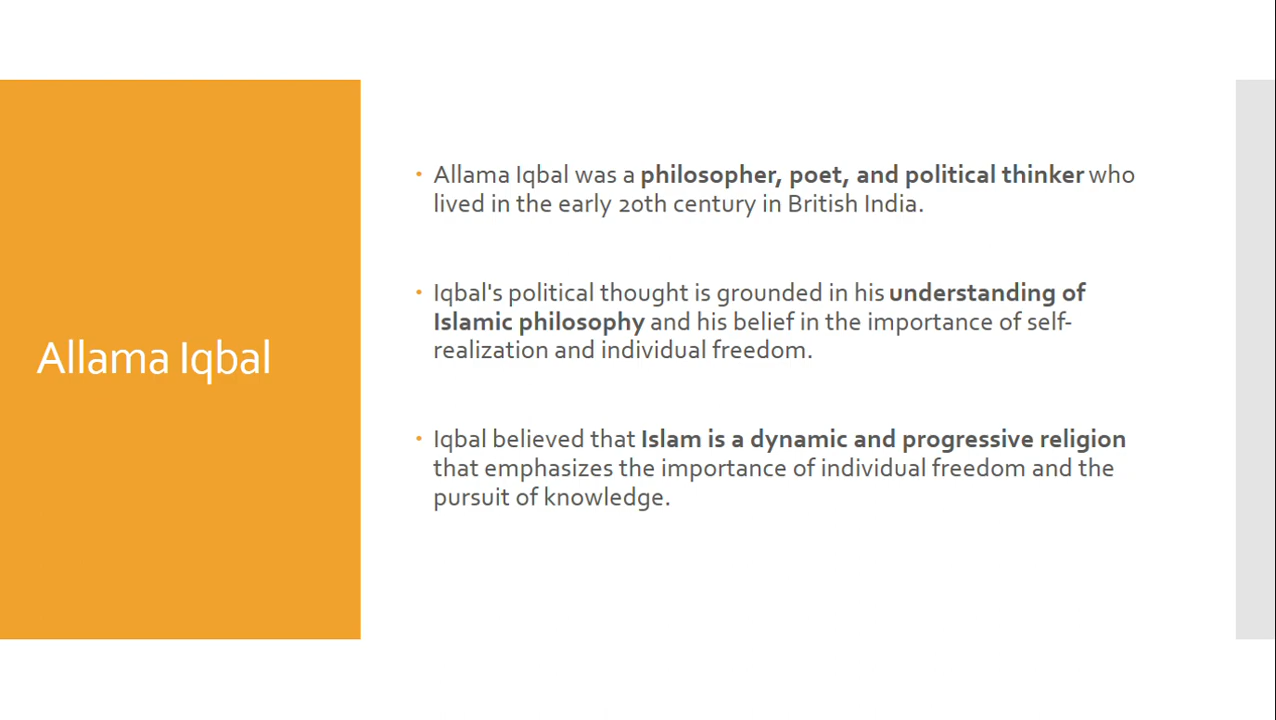 Allama Iqbal
• Allama Iqbal was a philosopher, poet, and political thinker who
lived in the early 20th century in British India.
• Iqbal's political thought is grounded in his understanding of
Islamic philosophy and his belief in the importance of self-
realization and individual freedom.
• Iqbal believed that Islam is a dynamic and progressive religion
that emphasizes the importance of individual freedom and the
pursuit of knowledge.